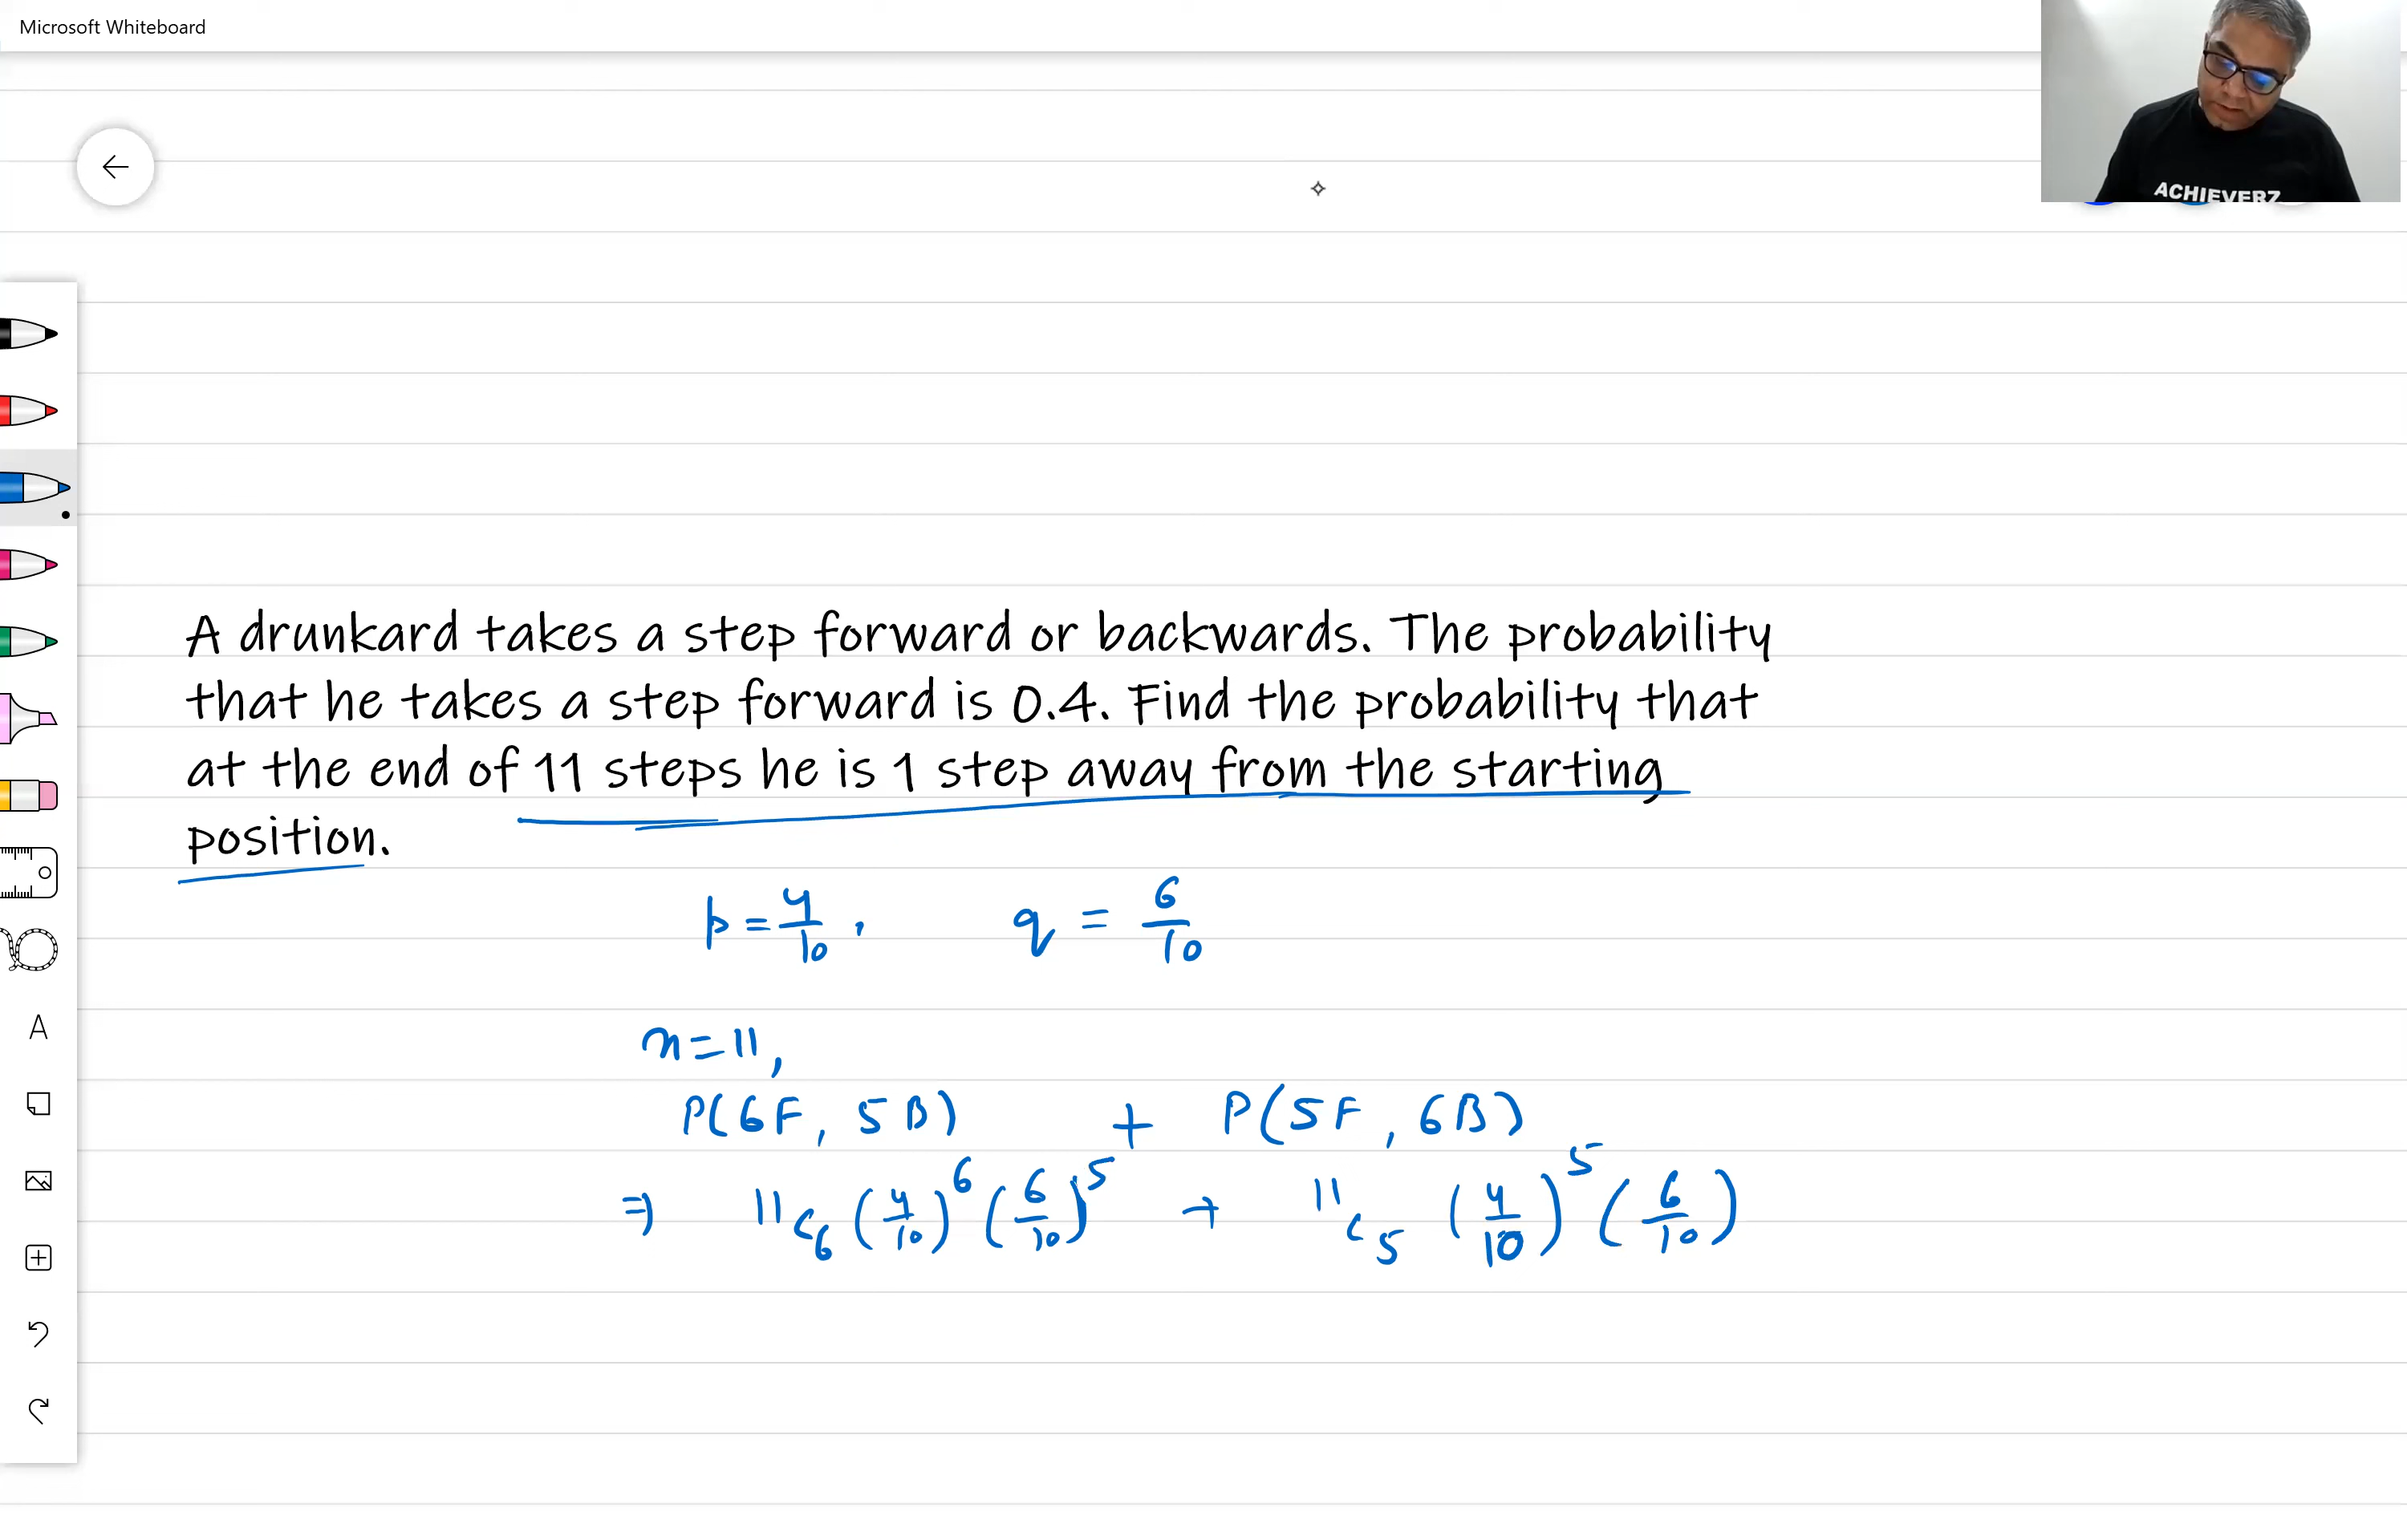 Microsoft Whiteboard
ACHIEVERZ
A drunkard takes a step forward or backwards. The probability
that he takes a step forward is 0.4. Find the probability that
at the end of 11 steps he is 1 step away from the starting
position.
p = 4/10 , q = 6/10
n = 11,
P(6F, 5B) + P(5F, 6B)
⇒ 11C6 (4/10)^6 (6/10)^5 + 11C5 (4/10)^5 (6/10)
A